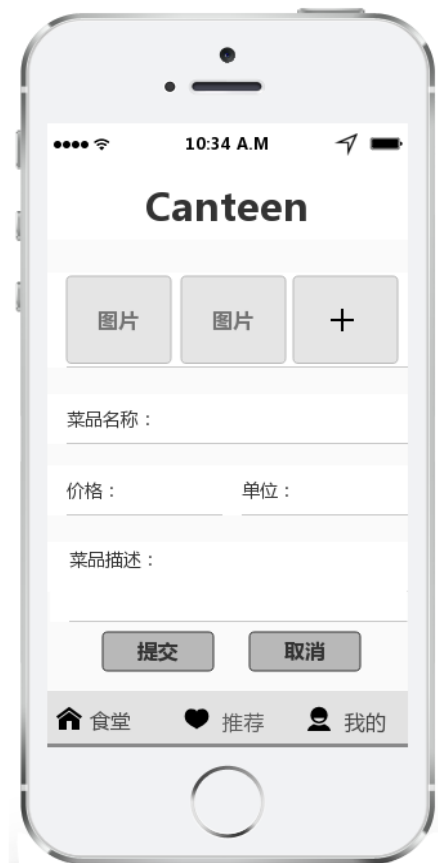 10:34 A.M
Canteen
图片 图片 +
菜品名称：
价格： 单位：
菜品描述：
提交 取消
食堂 推荐 我的